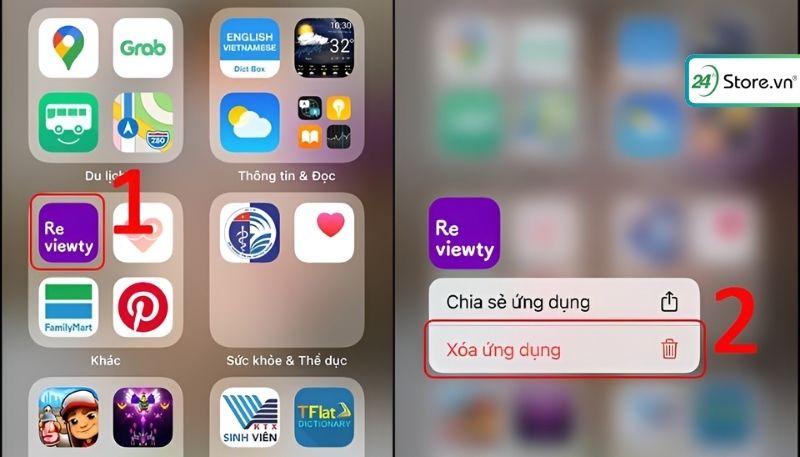 Grab
ENGLISH
VIETNAMESE
Dict Box
10:30
32°
280
Du lịch
Thông tin & Đọc
1
Re
viewty
FamilyMart
Khác
Sức khỏe & Thể dục
KTX
SINH VIÊN
TFlat
DICTIONARY
24
Store.vn
Re
viewty
Chia sẻ ứng dụng
Xóa ứng dụng
2